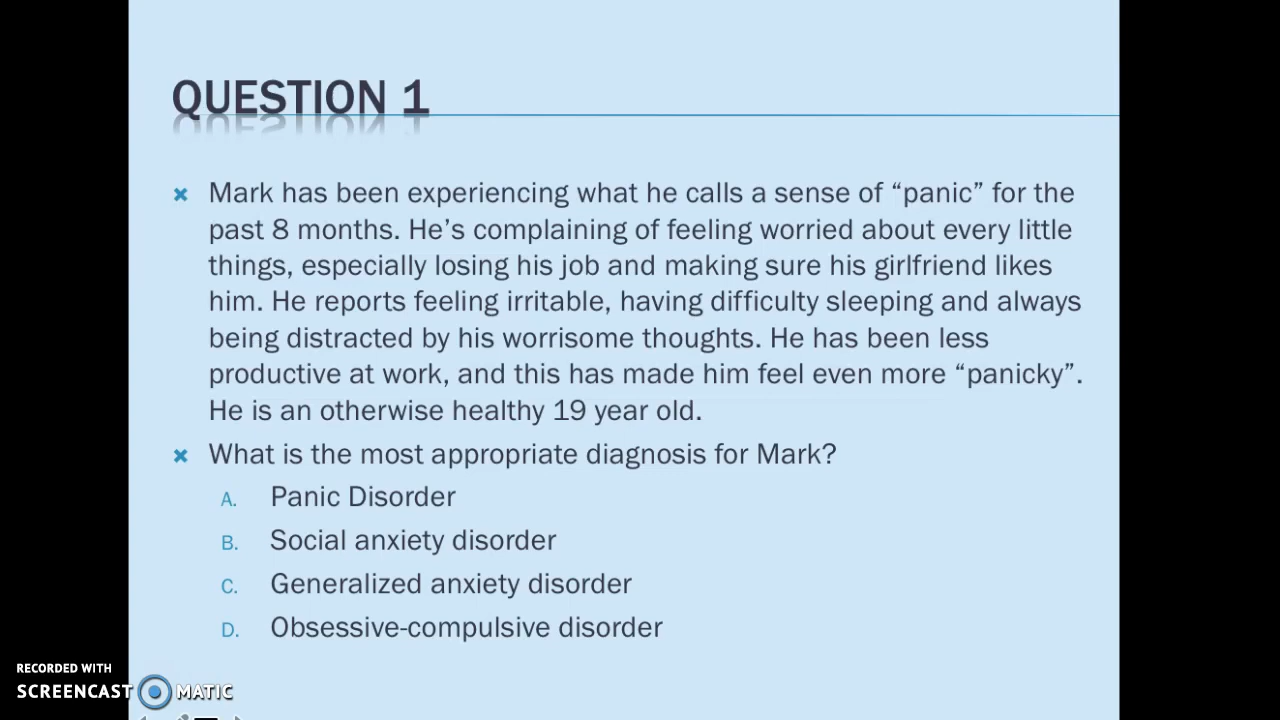 QUESTION 1
Mark has been experiencing what he calls a sense of “panic” for the
past 8 months. He’s complaining of feeling worried about every little
things, especially losing his job and making sure his girlfriend likes
him. He reports feeling irritable, having difficulty sleeping and always
being distracted by his worrisome thoughts. He has been less
productive at work, and this has made him feel even more “panicky”.
He is an otherwise healthy 19 year old.
What is the most appropriate diagnosis for Mark?
A. Panic Disorder
B. Social anxiety disorder
C. Generalized anxiety disorder
D. Obsessive-compulsive disorder
RECORDED WITH
SCREENCAST MATIC